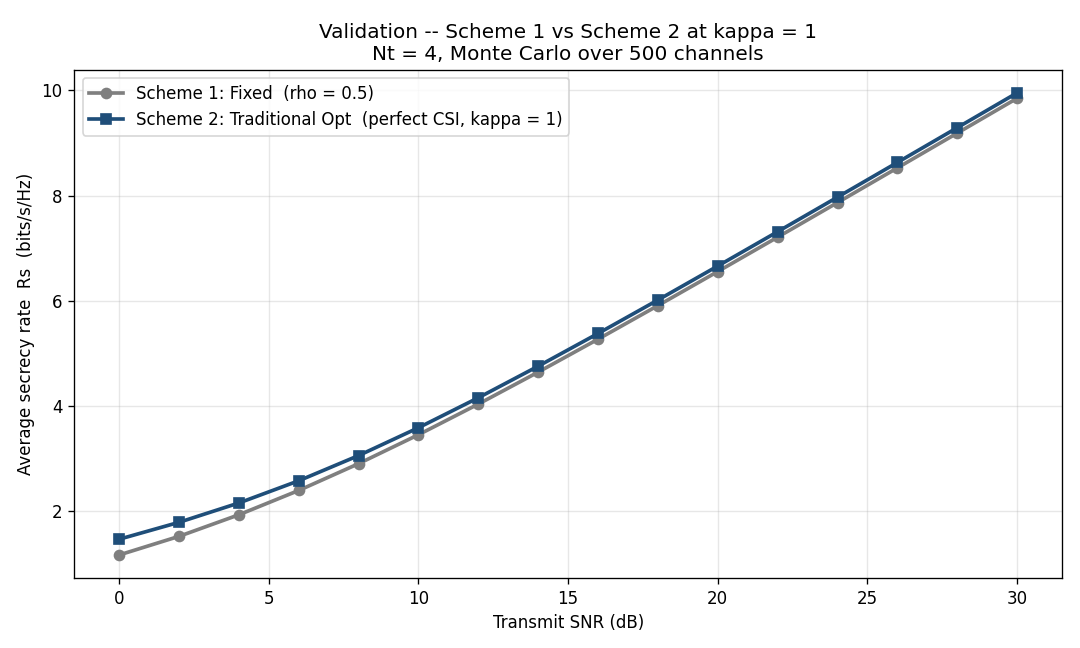 Validation -- Scheme 1 vs Scheme 2 at kappa = 1
Nt = 4, Monte Carlo over 500 channels
Scheme 1: Fixed  (rho = 0.5)
Scheme 2: Traditional Opt  (perfect CSI, kappa = 1)
Average secrecy rate  Rs  (bits/s/Hz)
10
8
6
4
2
0
5
10
15
20
25
30
Transmit SNR (dB)